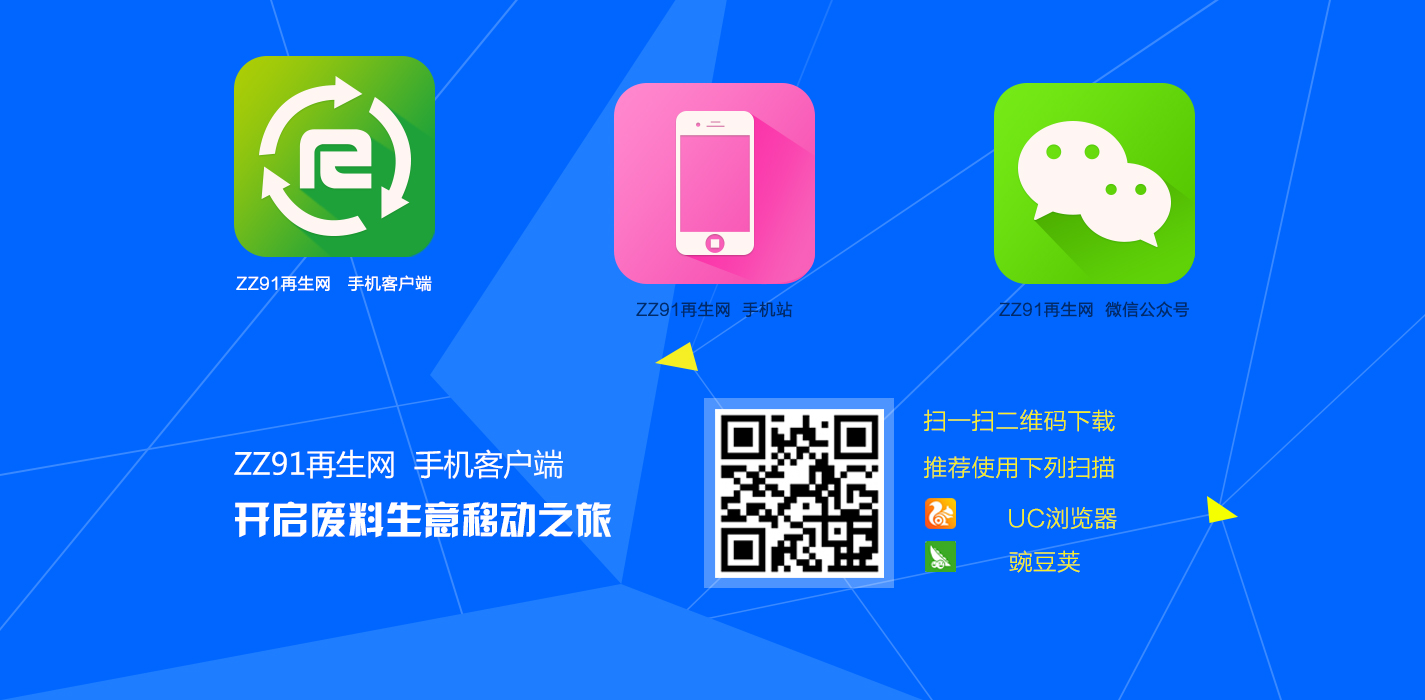 ZZ91再生网 手机客户端
ZZ91再生网 手机站
ZZ91再生网 微信公众号
ZZ91再生网 手机客户端
开启废料生意移动之旅
扫一扫二维码下载
推荐使用下列扫描
UC浏览器
豌豆荚